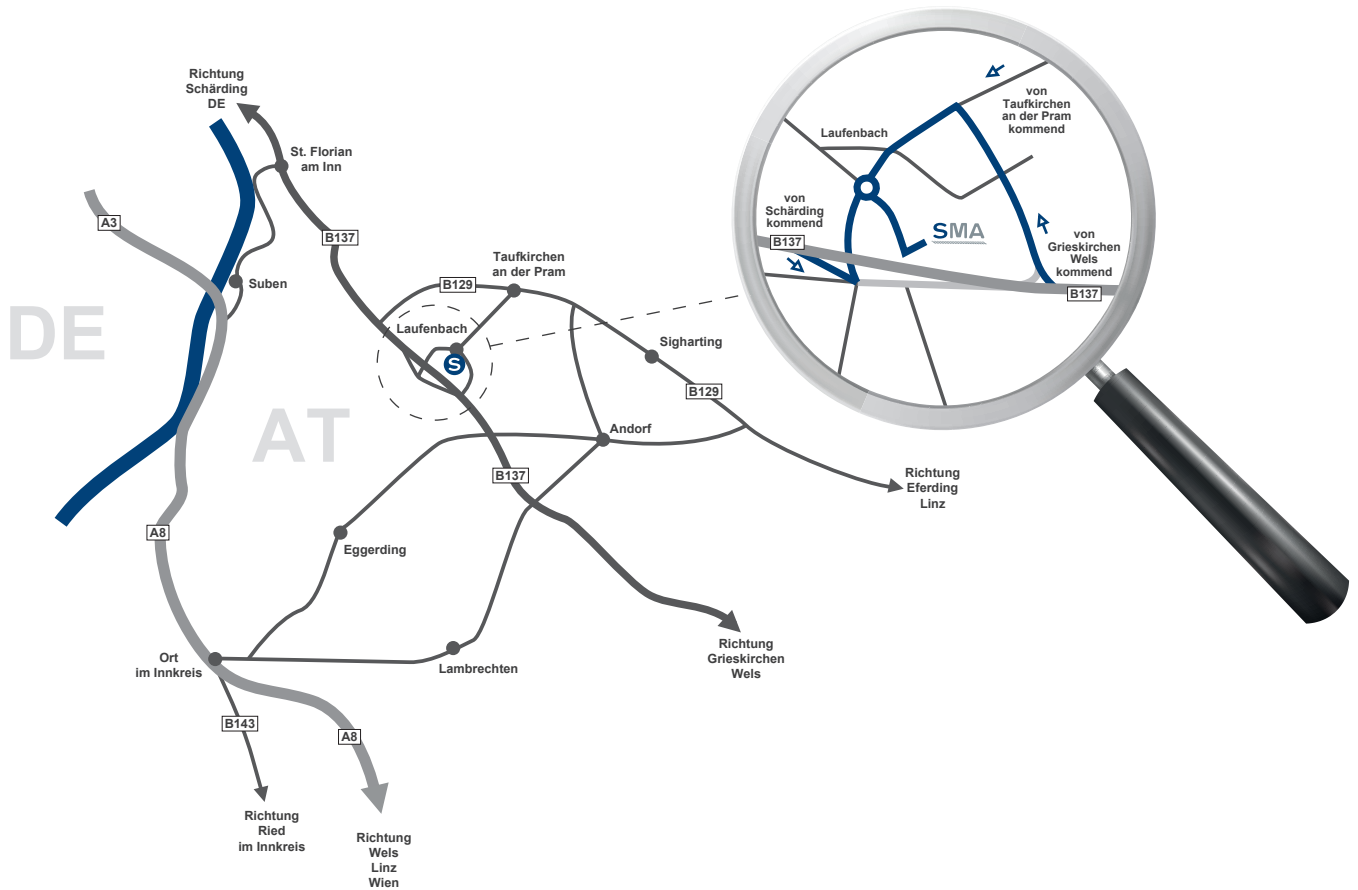 Richtung
Schärding
DE
St. Florian
am Inn
A3
B137
Suben
DE
AT
Taufkirchen
an der Pram
B129
Laufenbach
S
Sigharting
B129
Andorf
B137
Richtung
Eferding
Linz
A8
Eggerding
Ort
im Innkreis
Lambrechten
Richtung
Grieskirchen
Wels
B143
A8
Richtung
Ried
im Innkreis
Richtung
Wels
Linz
Wien
von
Taufkirchen
an der Pram
kommend
Laufenbach
von
Schärding
kommend
B137
SMA
von
Grieskirchen
Wels
kommend
B137